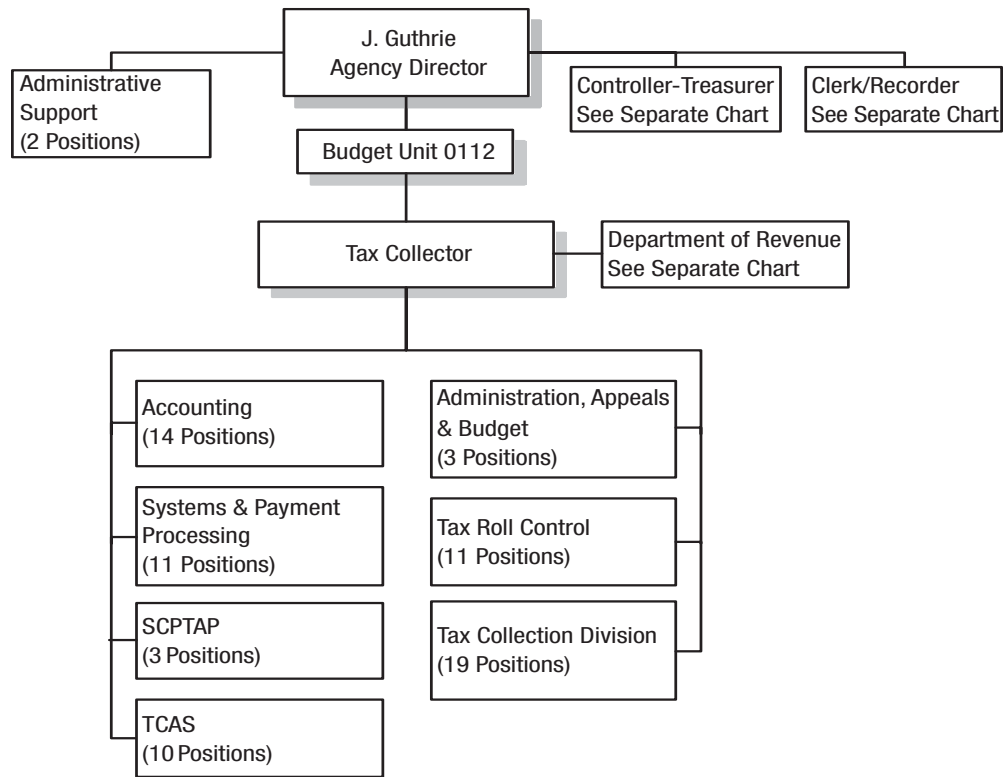 J. Guthrie
Agency Director
Administrative
Support
(2 Positions)
Controller-Treasurer
See Separate Chart
Clerk/Recorder
See Separate Chart
Budget Unit 0112
Tax Collector
Department of Revenue
See Separate Chart
Accounting
(14 Positions)
Systems & Payment
Processing
(11 Positions)
SCPTAP
(3 Positions)
TCAS
(10 Positions)
Administration, Appeals
& Budget
(3 Positions)
Tax Roll Control
(11 Positions)
Tax Collection Division
(19 Positions)